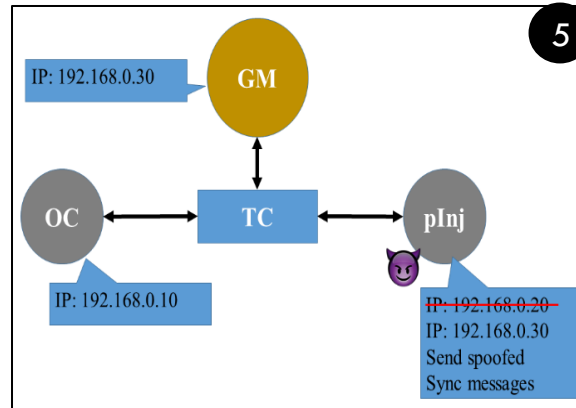 5
IP: 192.168.0.30
GM
OC
TC
pInj
IP: 192.168.0.10
IP: 192.168.0.20
IP: 192.168.0.30
Send spoofed
Sync messages